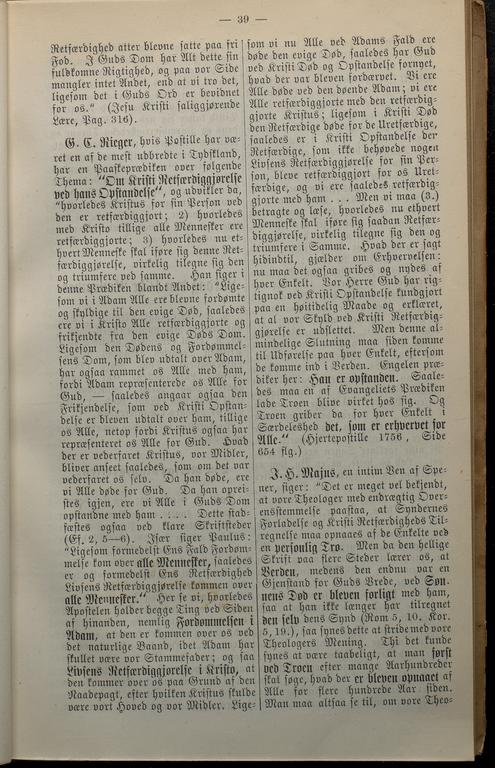 — 39 —
Retfærdighed atter blevne satte paa fri
Fod. I Guds Dom har Alt dette sin
fuldkomne Rigtighed, og paa vor Side
mangler intet Andet, end at vi tro det,
ligesom det i Guds Ord er bevidnet
for os." (Jesu Kristi saliggjørende
Lære, Pag. 316).
G. C. Rieger, hvis Postille har væ=
ret en af de mest udbredte i Tydskland,
har en Paaskeprædiken over følgende
Thema: "Om Kristi Retfærdiggjørelse
ved hans Opstandelse", og udvikler da,
"hvorledes Kristus for sin Person ved
den er retfærdiggjort; 2) hvorledes
med Kristo tillige alle Mennesker ere
retfærdiggjorte; 3) hvorledes nu et=
hvert Menneske skal iføre sig denne Ret=
færdiggjørelse, virkelig tilegne sig den
og triumfere ved samme. Han siger i
denne Prædiken blandt Andet: "Lige=
som vi i Adam Alle ere blevne fordømte
og skyldige til den evige Død, saaledes
ere vi i Kristo Alle retfærdiggjorte og
frikjendte fra den evige Døds Dom.
Ligesom den Dødens og Fordømmel=
sens Dom, som blev udtalt over Adam,
har ogsaa rammet os Alle med ham,
fordi Adam repræsenterede os Alle for
Gud, — saaledes angaar ogsaa den
Frikjendelse, som ved Kristi Opstan=
delse er bleven udtalt over ham, tillige
os Alle, netop fordi Kristus ogsaa har
repræsenteret os Alle for Gud. Hvad
der er vederfaret Kristus, vor Midler,
bliver anseet saaledes, som om det var
vederfaret os selv. Da han døde, ere
vi Alle døde for Gud. Da han oprei=
stes igjen, ere vi Alle i Guds Dom
opstandne med ham . . . . Dette stad=
fæstes ogsaa ved klare Skriftsteder
(Ef. 2, 5—6). Især siger Paulus:
"Ligesom formedelst Ens Fald Fordøm=
melse kom over alle Mennesker, saaledes
er og formedelst Ens Retfærdighed
Livsens Retfærdiggjørelse kommen over
alle Mennesker." Her se vi, hvorledes
Apostelen holder begge Ting ved Siden
af hinanden, nemlig Fordømmelsen i
Adam, at den er kommen over os ved
det naturlige Baand, idet Adam har
skullet være vor Stammefader; og saa
Livsens Retfærdiggjørelse i Kristo, at
den kommer over os paa Grund af den
Naadepagt, efter hvilken Kristus skulde
være vort Hoved og vor Midler. Lige=
som vi nu Alle ved Adams Fald ere
døde den evige Død, saaledes har Gud
ved Kristi Død og Opstandelse fornyet,
hvad der var bleven fordærvet. Vi ere
Alle døde ved den døende Adam; vi ere
Alle retfærdiggjorte med den retfærdig=
gjorte Kristus; ligesom i Kristi Død
den Retfærdige døde for de Uretfærdige,
saaledes er i Kristi Opstandelse der
Retfærdige, som ikke behøvede nogen
Livsens Retfærdiggjørelse for sin Per=
son, bleve retfærdiggjort for os Uret=
færdige, og vi ere saaledes retfærdig=
gjorte med ham . . . Men vi maa (3.)
betragte og læse, hvorledes nu ethvert
Menneske skal iføre sig saadan Retfær=
diggjørelse, virkelig tilegne sig den og
triumfere i Samme. Hvad der er sagt
hidindtil, gjælder om Erhvervelsen:
nu maa det ogsaa gribes og nydes af
hver Enkelt. Vor Herre Gud har rig=
tignok ved Kristi Opstandelse kundgjort
paa en høitidelig Maade og erklæret,
at al vor Skyld ved Kristi Retfærdig=
gjørelse er udslettet. Men denne al=
mindelige Slutning maa siden komme
til Udførelse paa hver Enkelt, eftersom
de komme ind i Verden. Engelen præ=
diker her: Han er opstanden. Saale=
des maa en af Evangeliets Prædiken
lade Troen blive virket hos sig. Og
Troen griber da for hver Enkelt i
Særdeleshed det, som er erhvervet for
Alle." (Hjertepostille 1756, Side
654 flg.)
J. H. Majus, en intim Ven af Spe=
ner, siger: "Det er meget vel bekjendt,
at vore Theologer med endrægtig Over=
ensstemmelse paastaa, at Syndernes
Forladelse og Kristi Retfærdigheds Til=
regnelse maa opnaaes af de Enkelte ved
en personlig Tro. Men da den hellige
Skrift paa flere Steder lærer os, at
Verden, medens den endnu var en
Gjenstand for Guds Vrede, ved Søn=
nens Død er bleven forligt med ham,
saa at han ikke længer har tilregnet
den selv dens Synd (Rom 5, 10. Kor.
5, 19.), saa synes dette at stride mod vore
Theologers Mening. Thi det kunde
synes at være taabeligt, at man først
ved Troen efter mange Aarhundreder
skal søge, hvad der er bleven opnaaet af
Alle for flere hundrede Aar siden.
Man maa altsaa se til, om vore Theo=